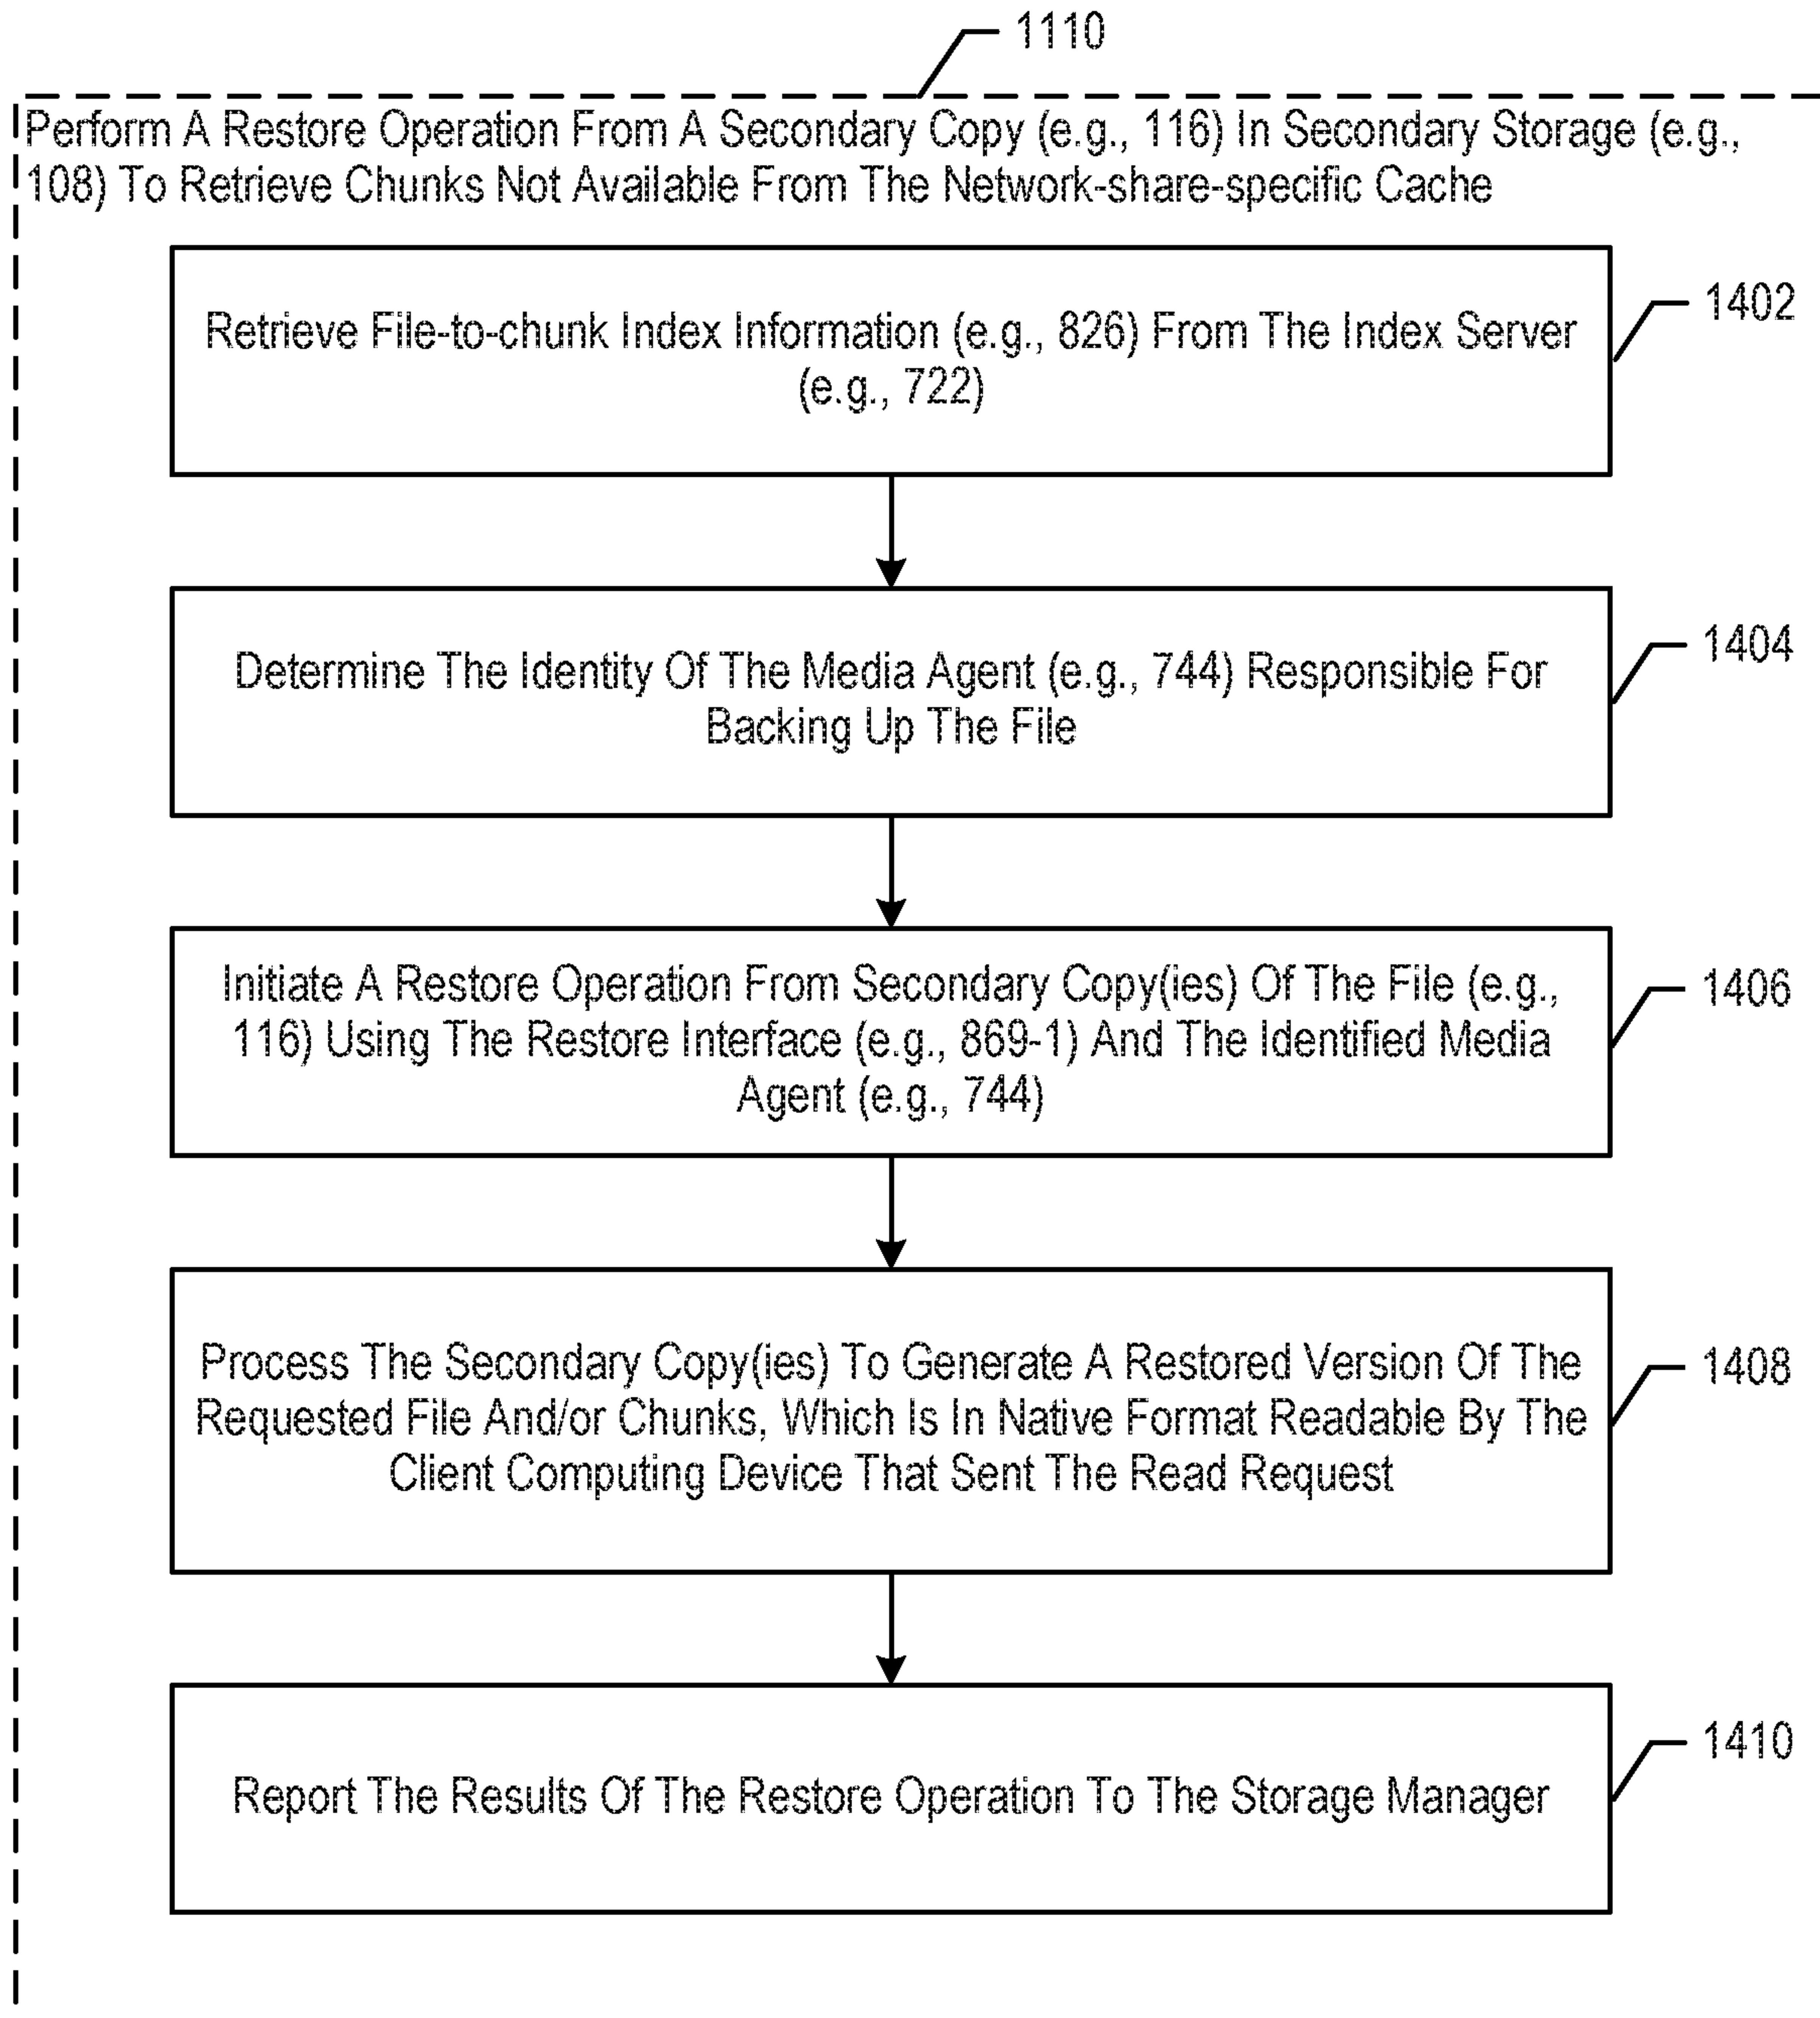 1110
Perform A Restore Operation From A Secondary Copy (e.g., 116) In Secondary Storage (e.g.,
108) To Retrieve Chunks Not Available From The Network-share-specific Cache
Retrieve File-to-chunk Index Information (e.g., 826) From The Index Server
(e.g., 722)
1402
Determine The Identity Of The Media Agent (e.g., 744) Responsible For
Backing Up The File
1404
Initiate A Restore Operation From Secondary Copy(ies) Of The File (e.g.,
116) Using The Restore Interface (e.g., 869-1) And The Identified Media
Agent (e.g., 744)
1406
Process The Secondary Copy(ies) To Generate A Restored Version Of The
Requested File And/or Chunks, Which Is In Native Format Readable By The
Client Computing Device That Sent The Read Request
1408
Report The Results Of The Restore Operation To The Storage Manager
1410